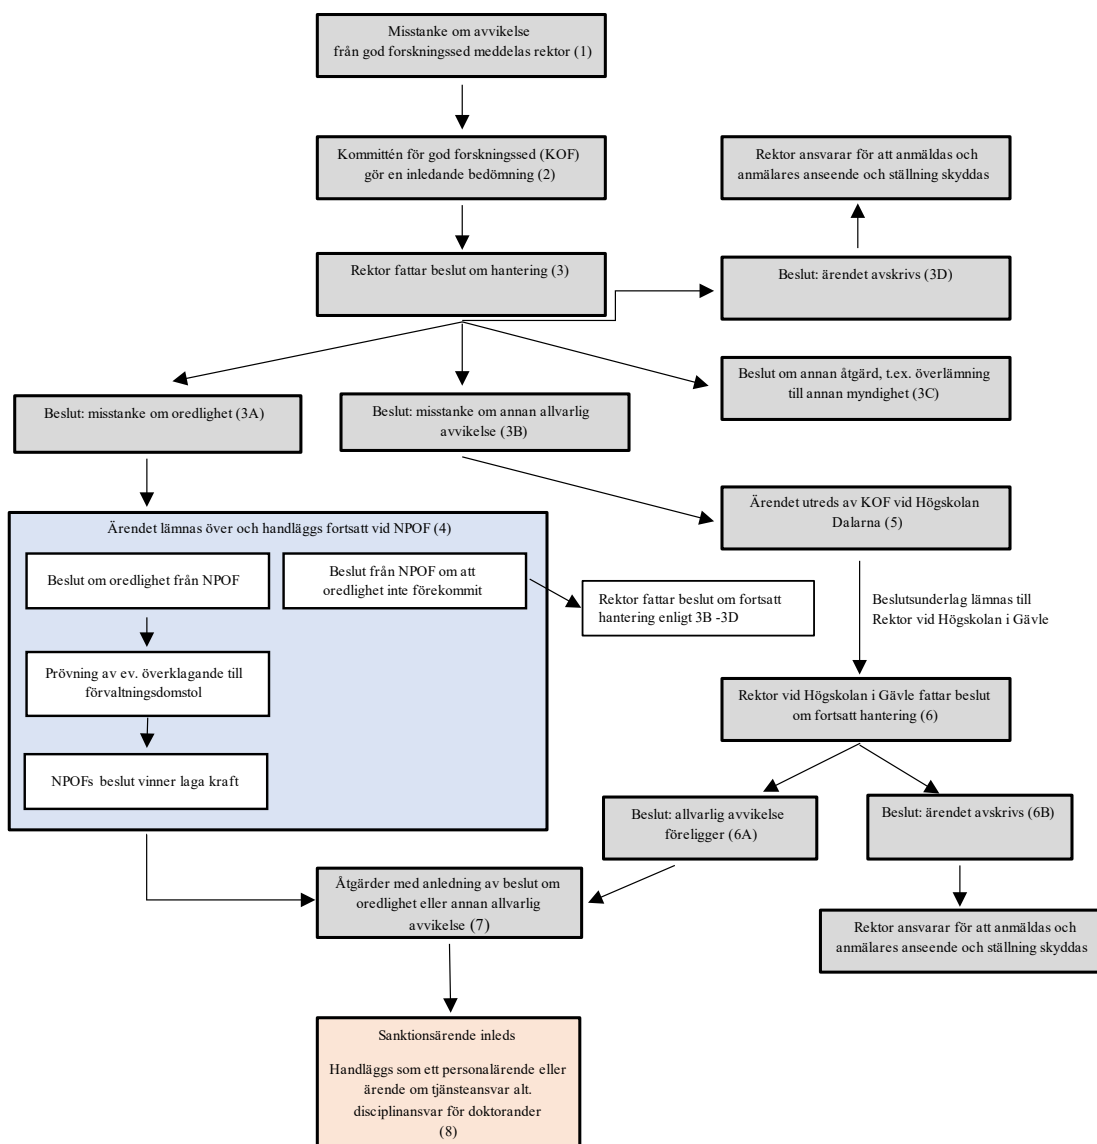 Misstanke om avvikelse
från god forskningssed meddelas rektor (1)
Kommittén för god forskningssed (KOF)
gör en inledande bedömning (2)
Rektor ansvarar för att anmäldas och
anmälares anseende och ställning skyddas
Rektor fattar beslut om hantering (3)
Beslut: ärendet avskrivs (3D)
Beslut om annan åtgärd, t.ex. överlämning
till annan myndighet (3C)
Beslut: misstanke om oredlighet (3A)
Beslut: misstanke om annan allvarlig
avvikelse (3B)
Ärendet utreds av KOF vid Högskolan
Dalarna (5)
Ärendet lämnas över och handläggs fortsatt vid NPOF (4)
Beslut om oredlighet från NPOF
Beslut från NPOF om att
oredlighet inte förekommit
Rektor fattar beslut om fortsatt
hantering enligt 3B -3D
Beslutsunderlag lämnas till
Rektor vid Högskolan i Gävle
Prövning av ev. överklagande till
förvaltningsdomstol
Rektor vid Högskolan i Gävle fattar beslut
om fortsatt hantering (6)
NPOFs beslut vinner laga kraft
Beslut: allvarlig avvikelse
föreligger (6A)
Beslut: ärendet avskrivs (6B)
Åtgärder med anledning av beslut om
oredlighet eller annan allvarlig
avvikelse (7)
Rektor ansvarar för att anmäldas och
anmälares anseende och ställning skyddas
Sanktionsärende inleds
Handläggs som ett personalärende eller
ärende om tjänsteansvar alt.
disciplinansvar för doktorander
(8)